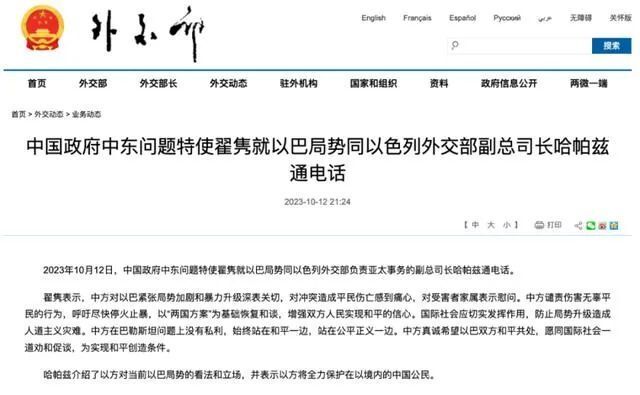 外交部
English Français Español Русский عربي 无障碍 关怀版
搜索
首页 外交部 外交部长 外交动态 驻外机构 国家和组织 资料 政府信息公开 两微一端
首页 > 外交动态 > 业务动态
中国政府中东问题特使翟隽就以巴局势同以色列外交部副总司长哈帕兹
通电话
2023-10-12 21:24
【 中 大 小 】 打印
2023年10月12日，中国政府中东问题特使翟隽就以巴局势同以色列外交部负责亚太事务的副总司长哈帕兹通电话。
翟隽表示，中方对以巴紧张局势加剧和暴力升级深表关切，对冲突造成平民伤亡感到痛心，对受害者家属表示慰问。中方谴责伤害无辜平
民的行为，呼吁尽快停火止暴，以“两国方案”为基础恢复和谈，增强双方人民实现和平的信心。国际社会应切实发挥作用，防止局势升级造成
人道主义灾难。中方在巴勒斯坦问题上没有私利，始终站在和平一边，站在公平正义一边。中方真诚希望以巴双方和平共处，愿同国际社会一
道劝和促谈，为实现和平创造条件。
哈帕兹介绍了以方对当前以巴局势的看法和立场，并表示以方将全力保护在以境内的中国公民。